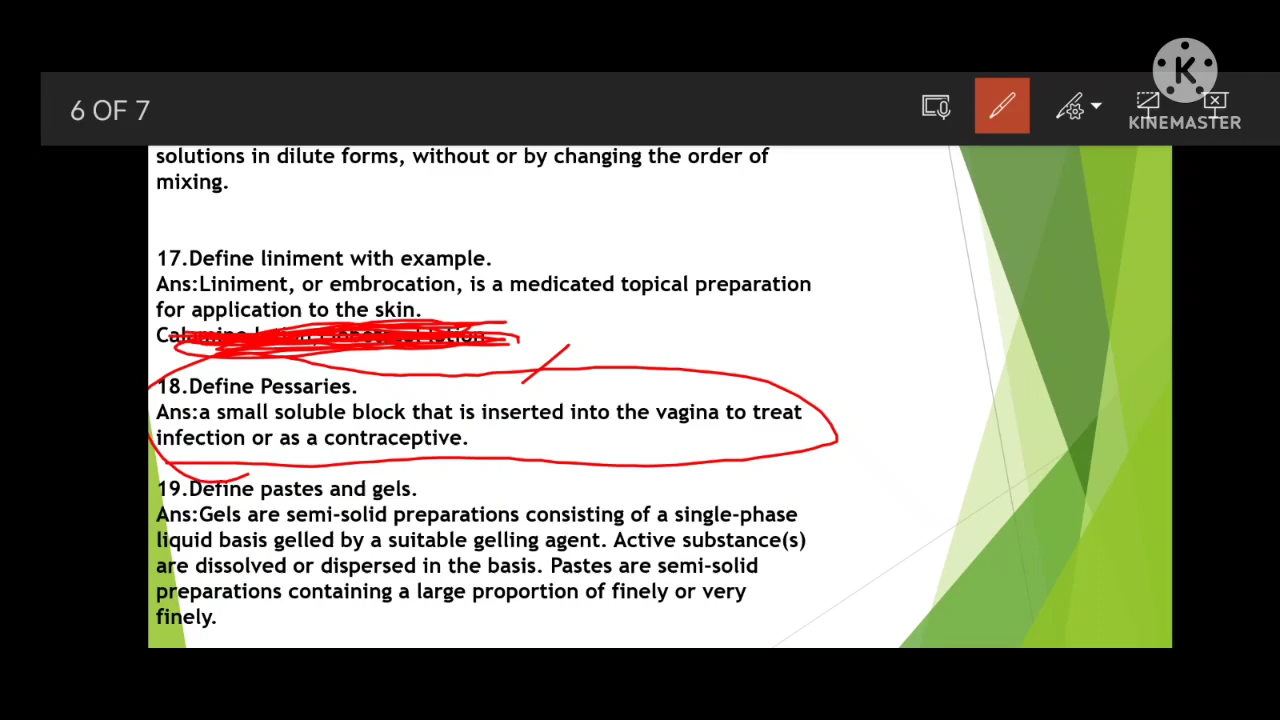 6 OF 7
KINEMASTER
solutions in dilute forms, without or by changing the order of
mixing.
17.Define liniment with example.
Ans:Liniment, or embrocation, is a medicated topical preparation
for application to the skin.
18.Define Pessaries.
Ans:a small soluble block that is inserted into the vagina to treat
infection or as a contraceptive.
19.Define pastes and gels.
Ans:Gels are semi-solid preparations consisting of a single-phase
liquid basis gelled by a suitable gelling agent. Active substance(s)
are dissolved or dispersed in the basis. Pastes are semi-solid
preparations containing a large proportion of finely or very
finely.